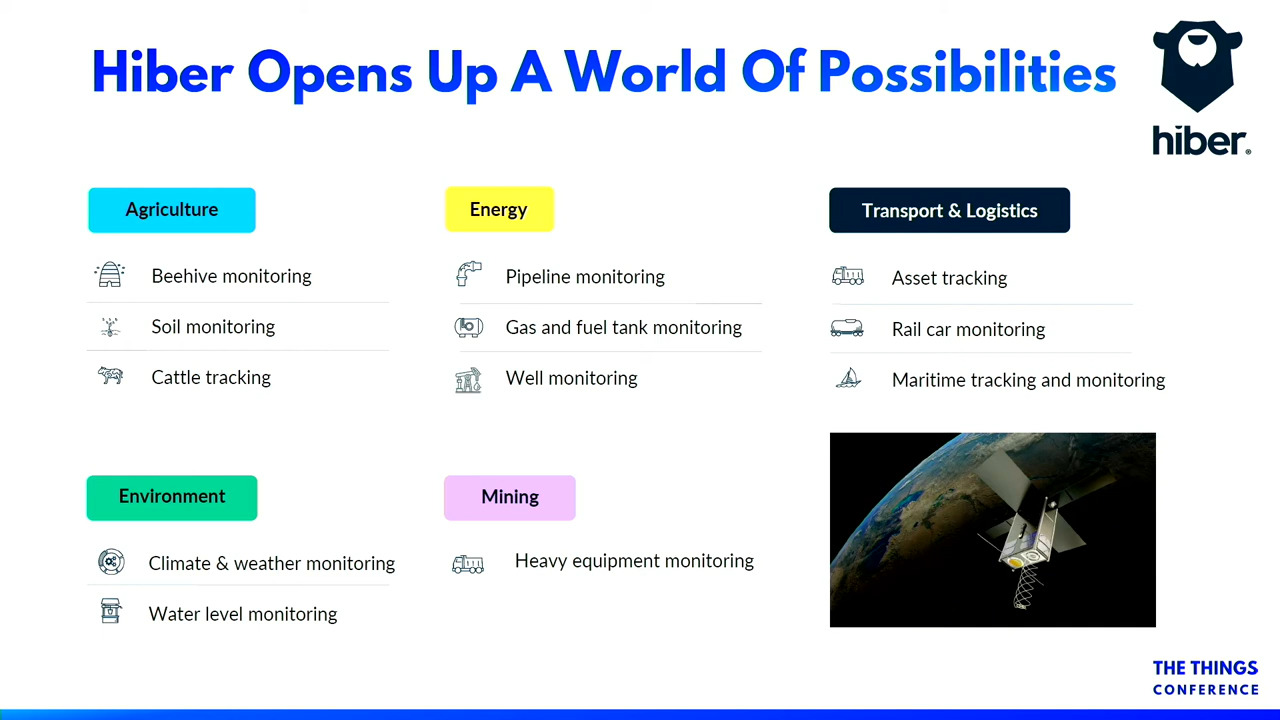 Hiber Opens Up A World Of Possibilities
hiber.®
Agriculture
Beehive monitoring
Soil monitoring
Cattle tracking
Energy
Pipeline monitoring
Gas and fuel tank monitoring
Well monitoring
Transport & Logistics
Asset tracking
Rail car monitoring
Maritime tracking and monitoring
Environment
Climate & weather monitoring
Water level monitoring
Mining
Heavy equipment monitoring
THE THINGS
CONFERENCE